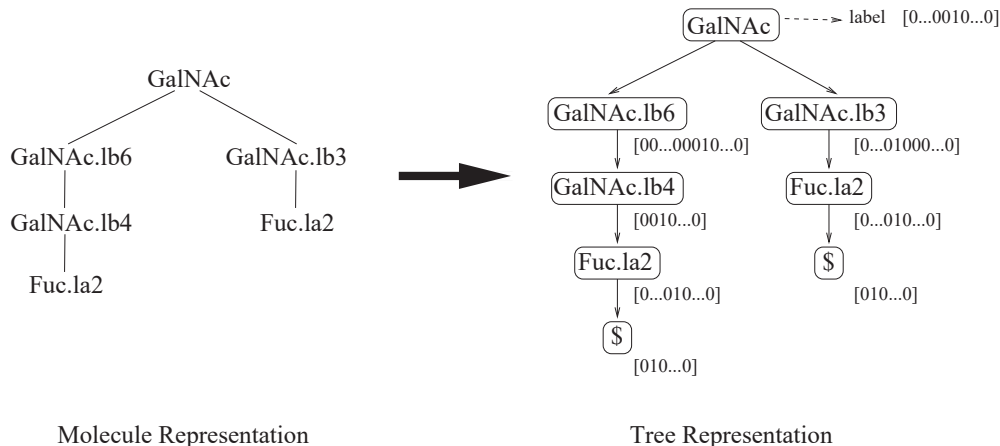 GalNAc
GalNAc.lb6 GalNAc.lb3
GalNAc.lb4 Fuc.la2
Fuc.la2
Molecule Representation
GalNAc label [0...0010...0]
GalNAc.lb6 GalNAc.lb3
[00...00010...0] [0...01000...0]
GalNAc.lb4 Fuc.la2
[0010...0] [0...010...0]
Fuc.la2 $
[0...010...0] [010...0]
$
[010...0]
Tree Representation